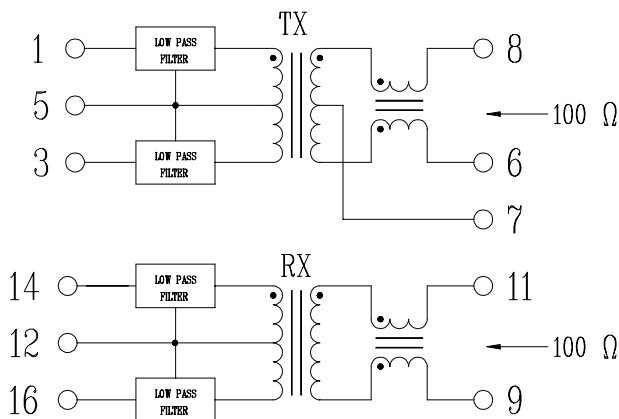 TX
1
LOW PASS
FILTER
8
5
100 Ω
3
LOW PASS
FILTER
6
7
RX
14
LOW PASS
FILTER
11
12
100 Ω
16
LOW PASS
FILTER
9